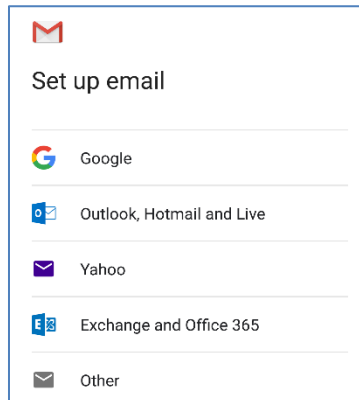 Set up email
Google
Outlook, Hotmail and Live
Yahoo
Exchange and Office 365
Other